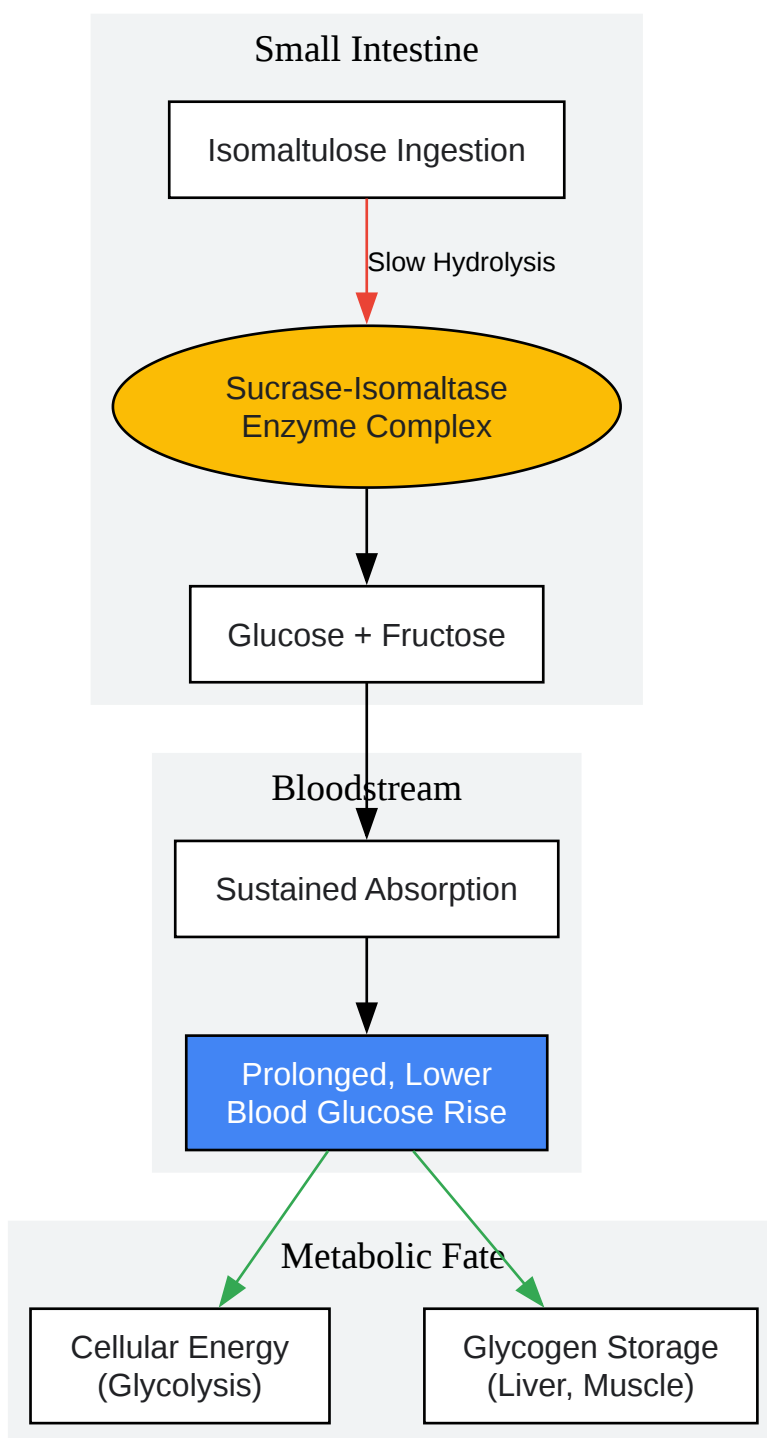 Small Intestine
Isomaltulose Ingestion
Slow Hydrolysis
Sucrase-Isomaltase
Enzyme Complex
Glucose + Fructose
Bloodstream
Sustained Absorption
Prolonged, Lower
Blood Glucose Rise
Metabolic Fate
Cellular Energy
(Glycolysis)
Glycogen Storage
(Liver, Muscle)